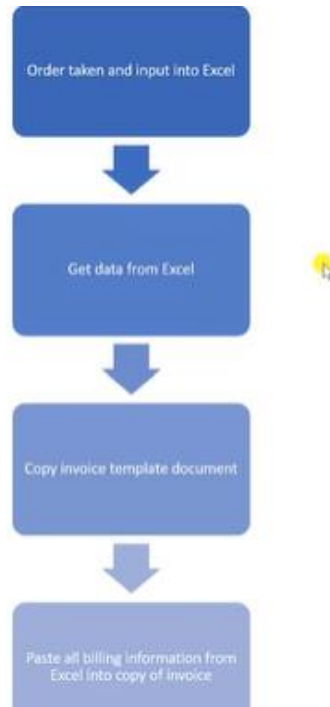 Order taken and input into Excel
Get data from Excel
Copy invoice template document
Paste all billing information from
Excel into copy of invoice